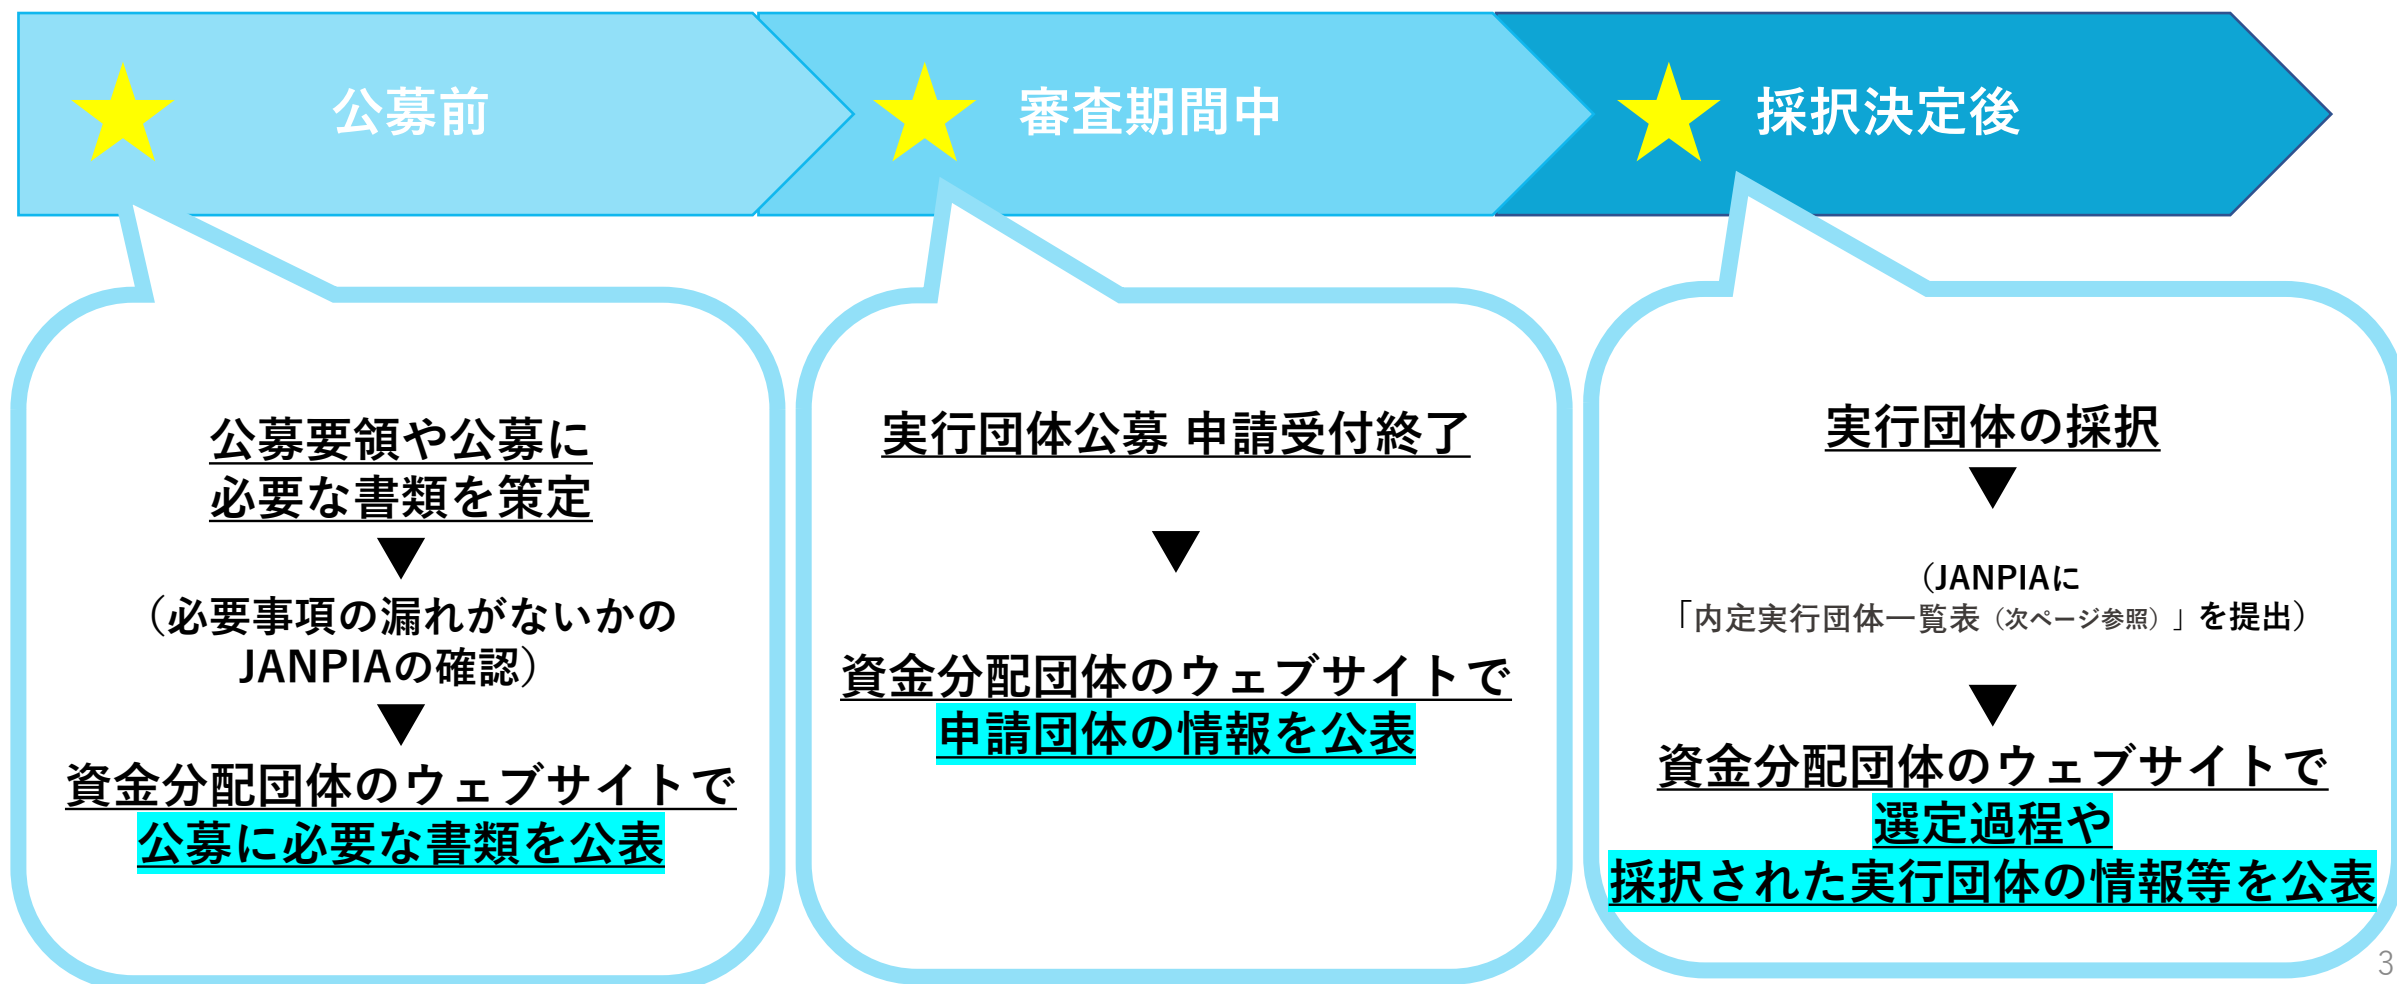 公募前
審査期間中
採択決定後
公募要領や公募に
必要な書類を策定
▼
（必要事項の漏れがないかの
JANPIAの確認）
▼
資金分配団体のウェブサイトで
公募に必要な書類を公表
実行団体公募 申請受付終了
▼
資金分配団体のウェブサイトで
申請団体の情報を公表
実行団体の採択
▼
（JANPIAに
「内定実行団体一覧表（次ページ参照）」を提出）
▼
資金分配団体のウェブサイトで
選定過程や
採択された実行団体の情報等を公表
3